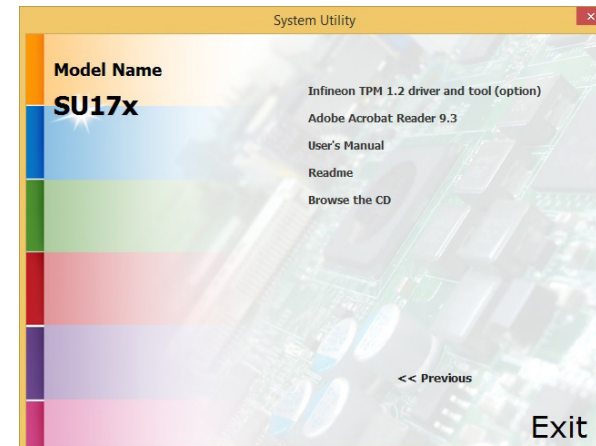 System Utility
Model Name
SU17x
Infineon TPM 1.2 driver and tool (option)
Adobe Acrobat Reader 9.3
User's Manual
Readme
Browse the CD
<< Previous
Exit